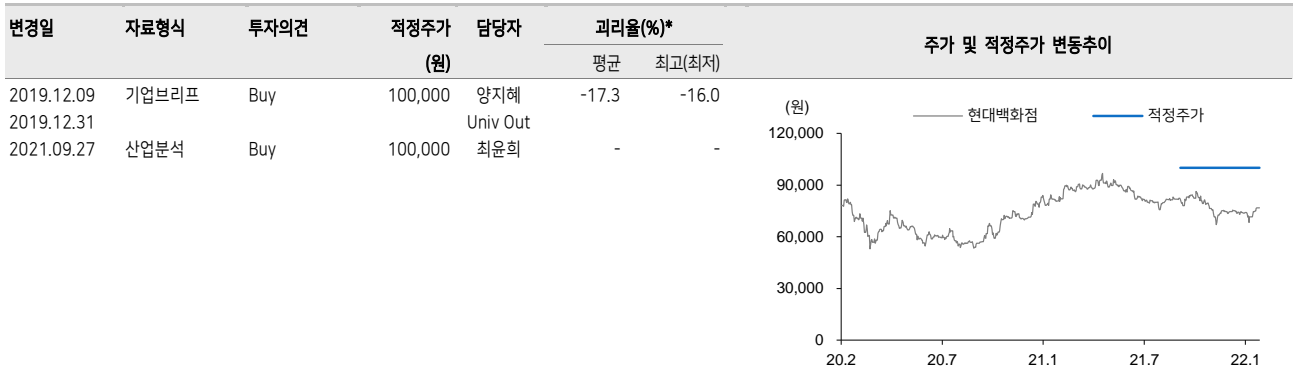 변경일 자료형식 투자의견 적정주가 담당자 괴리율(%)* 주가 및 적정주가 변동추이
(원) 평균 최고(최저)
2019.12.09 기업브리프 Buy 100,000 양지혜 -17.3 -16.0
2019.12.31 Univ Out
2021.09.27 산업분석 Buy 100,000 최윤희 - -
(원) 현대백화점 적정주가
120,000
90,000
60,000
30,000
0
20.2 20.7 21.1 21.7 22.1